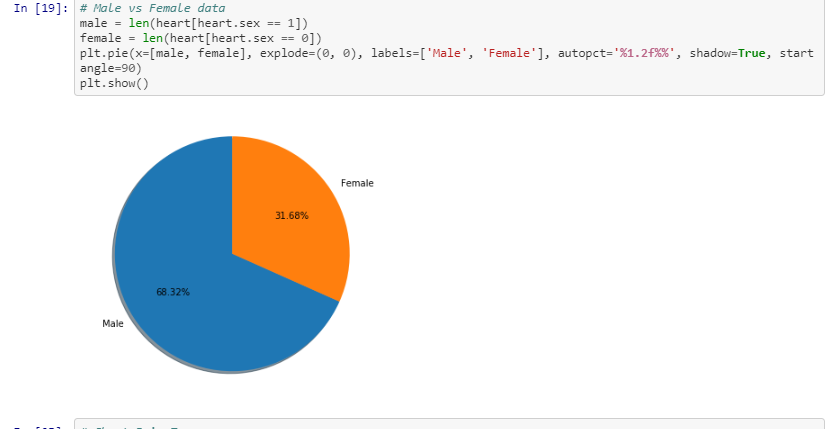 In [19]: # Male vs Female data
male = len(heart[heart.sex == 1])
female = len(heart[heart.sex == 0])
plt.pie(x=[male, female], explode=(0, 0), labels=['Male', 'Female'], autopct='%1.2f%%', shadow=True, start
angle=90)
plt.show()
Female
31.68%
68.32%
Male